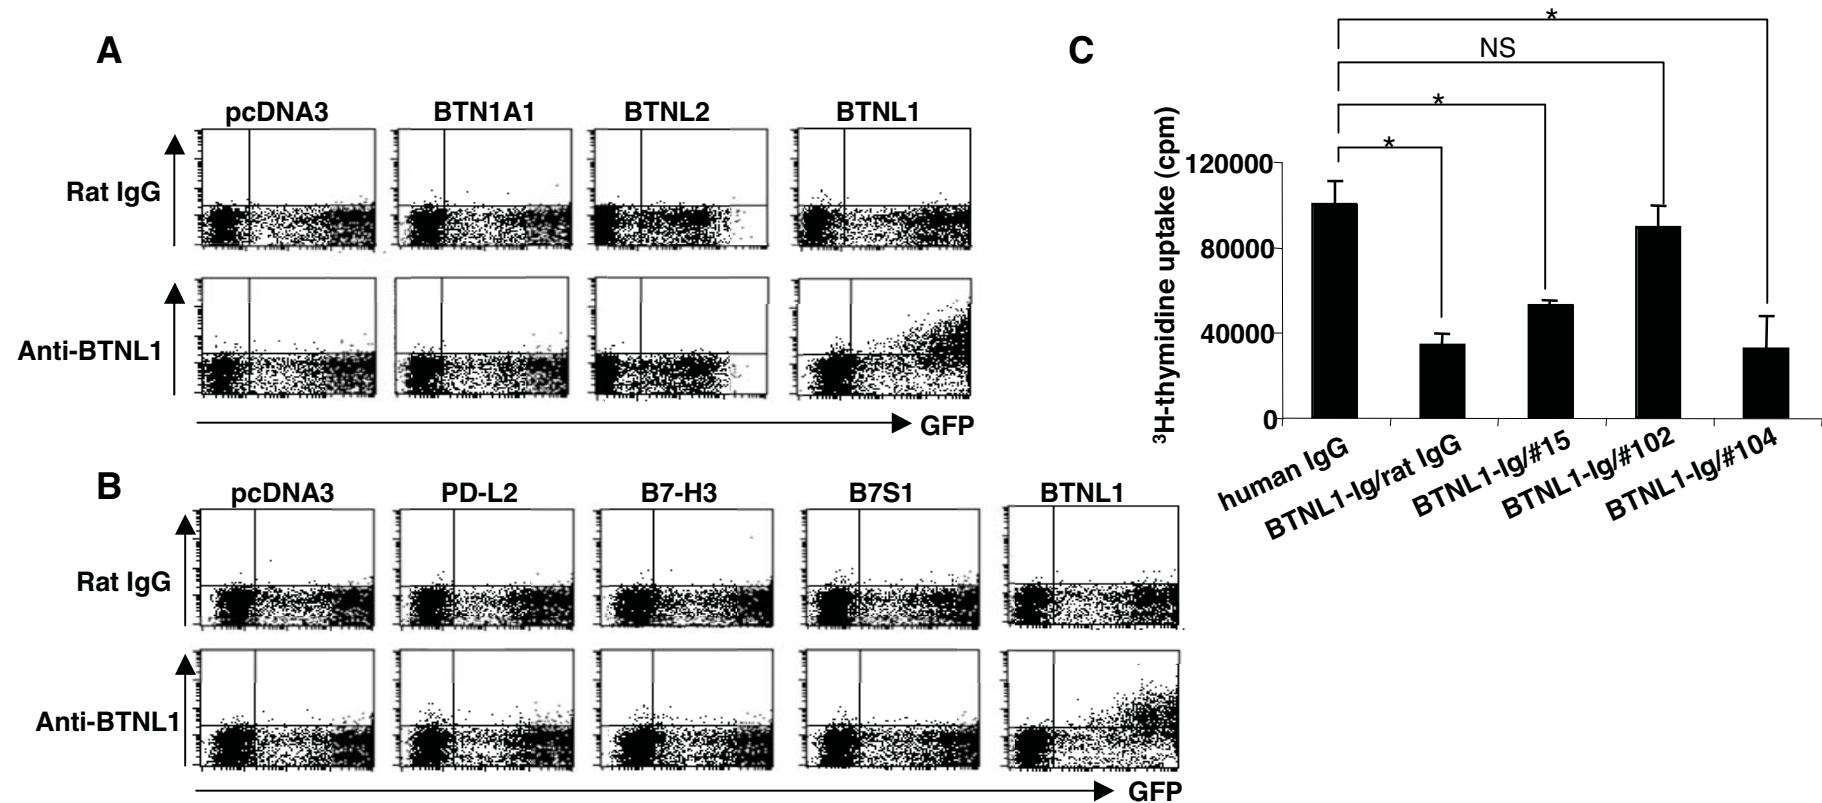 A
pcDNA3 BTN1A1 BTNL2 BTNL1
Rat IgG
Anti-BTNL1
GFP
B
pcDNA3 PD-L2 B7-H3 B7S1 BTNL1
Rat IgG
Anti-BTNL1
GFP
C
*
NS
*
*
³H-thymidine uptake (cpm)
120000
80000
40000
0
human IgG
BTNL1-Ig/rat IgG
BTNL1-Ig/#15
BTNL1-Ig/#102
BTNL1-Ig/#104